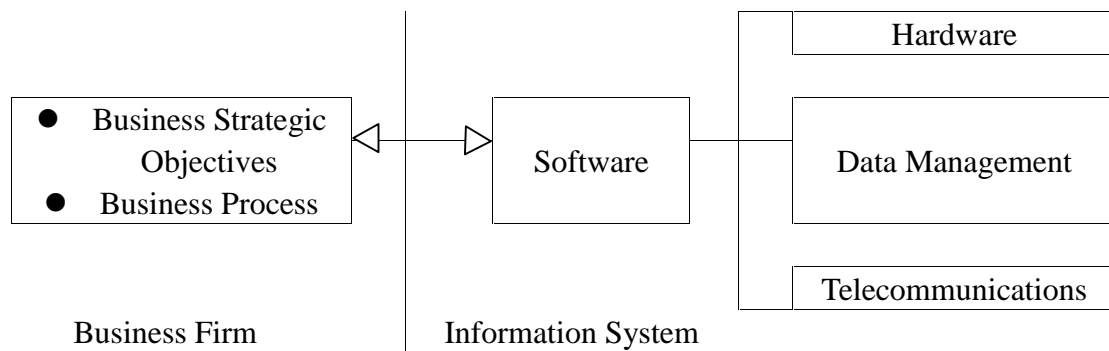 Hardware
● Business Strategic
Objectives
● Business Process
Software
Data Management
Telecommunications
Business Firm
Information System